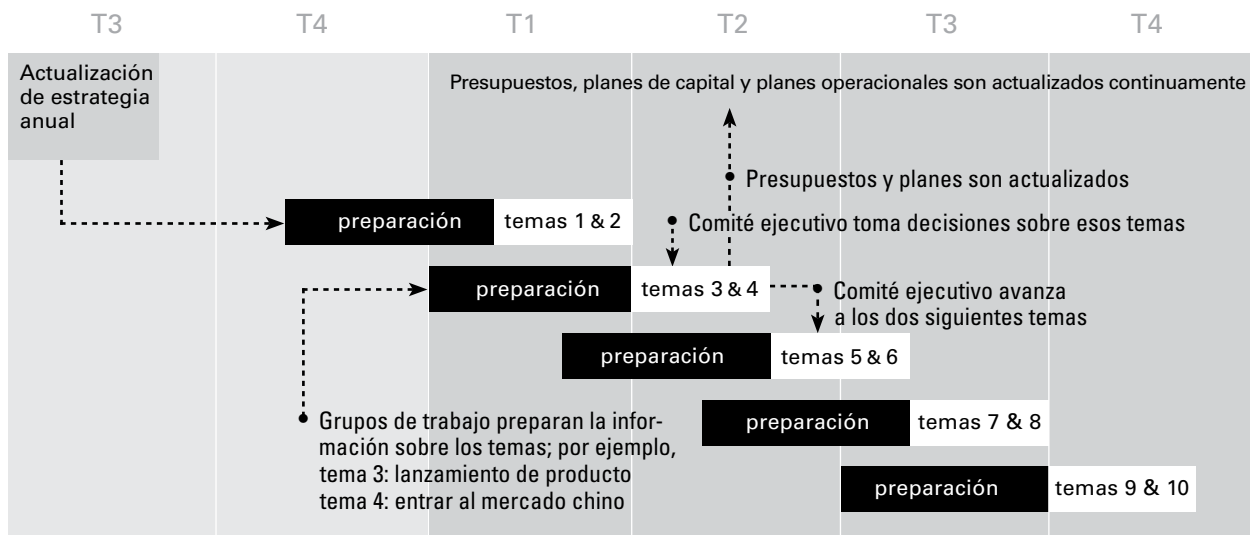 T3 T4 T1 T2 T3 T4
Actualización
de estrategia
anual
Presupuestos, planes de capital y planes operacionales son actualizados continuamente
Presupuestos y planes son actualizados
preparación temas 1 & 2
Comité ejecutivo toma decisiones sobre esos temas
preparación temas 3 & 4
Comité ejecutivo avanza
a los dos siguientes temas
preparación temas 5 & 6
Grupos de trabajo preparan la infor-
mación sobre los temas; por ejemplo,
tema 3: lanzamiento de producto
tema 4: entrar al mercado chino
preparación temas 7 & 8
preparación temas 9 & 10